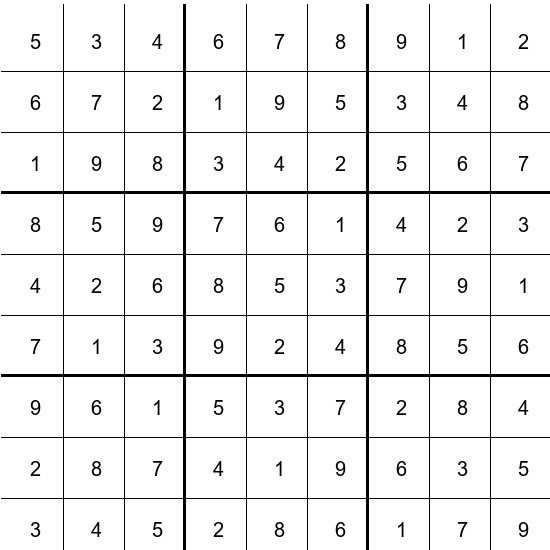 5 3 4 6 7 8 9 1 2
6 7 2 1 9 5 3 4 8
1 9 8 3 4 2 5 6 7
8 5 9 7 6 1 4 2 3
4 2 6 8 5 3 7 9 1
7 1 3 9 2 4 8 5 6
9 6 1 5 3 7 2 8 4
2 8 7 4 1 9 6 3 5
3 4 5 2 8 6 1 7 9